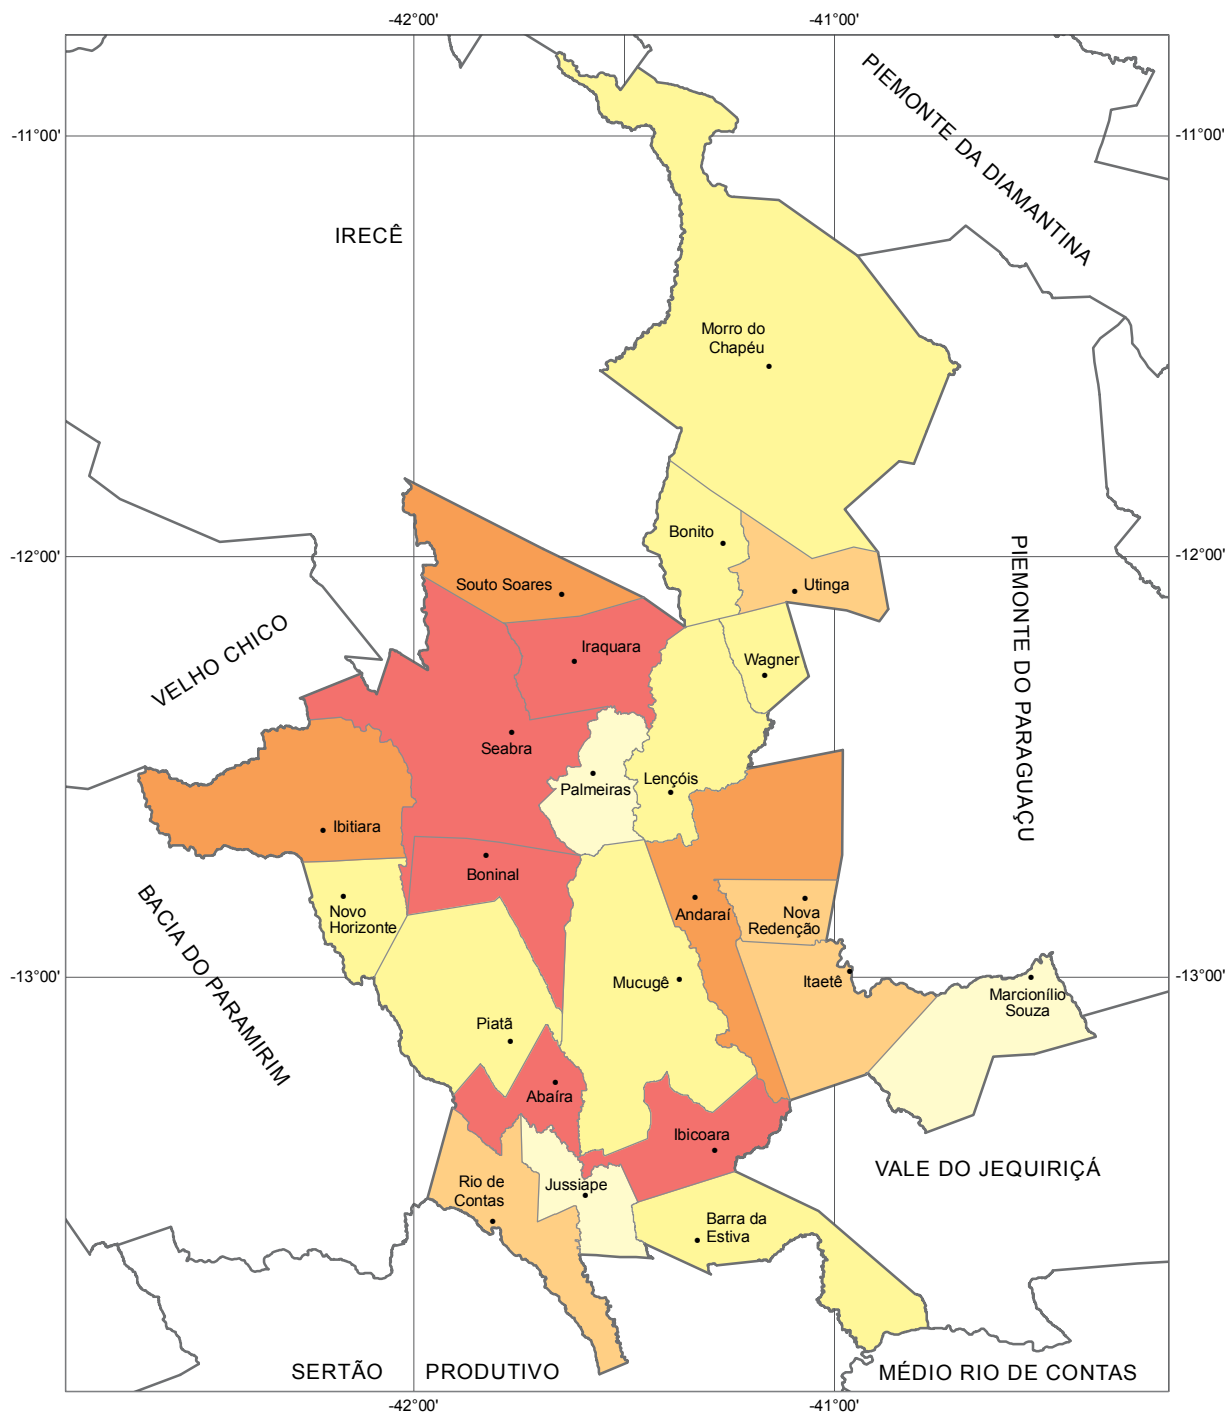 -42°00'
-41°00'
PIEMONTE DA DIAMANTINA
-11°00'
-11°00'
IRECÊ
Morro do
Chapéu
Bonito
-12°00'
-12°00'
Souto Soares
Utinga
PIEMONTE DO PARAGUAÇU
VELHO CHICO
Iraquara
Wagner
Seabra
Lençóis
Palmeiras
Ibitiara
Boninal
BACIA DO PARAMIRIM
Novo
Horizonte
Andaraí
Nova
Redenção
-13°00'
-13°00'
Mucugê
Itaetê
Marcionílio
Souza
Piatã
Abaíra
Ibicoara
VALE DO JEQUIRIÇÁ
Rio de
Contas
Jussiape
Barra da
Estiva
SERTÃO PRODUTIVO
MÉDIO RIO DE CONTAS
-42°00'
-41°00'